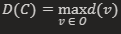 D(C) = max d(v)
v ∈ O